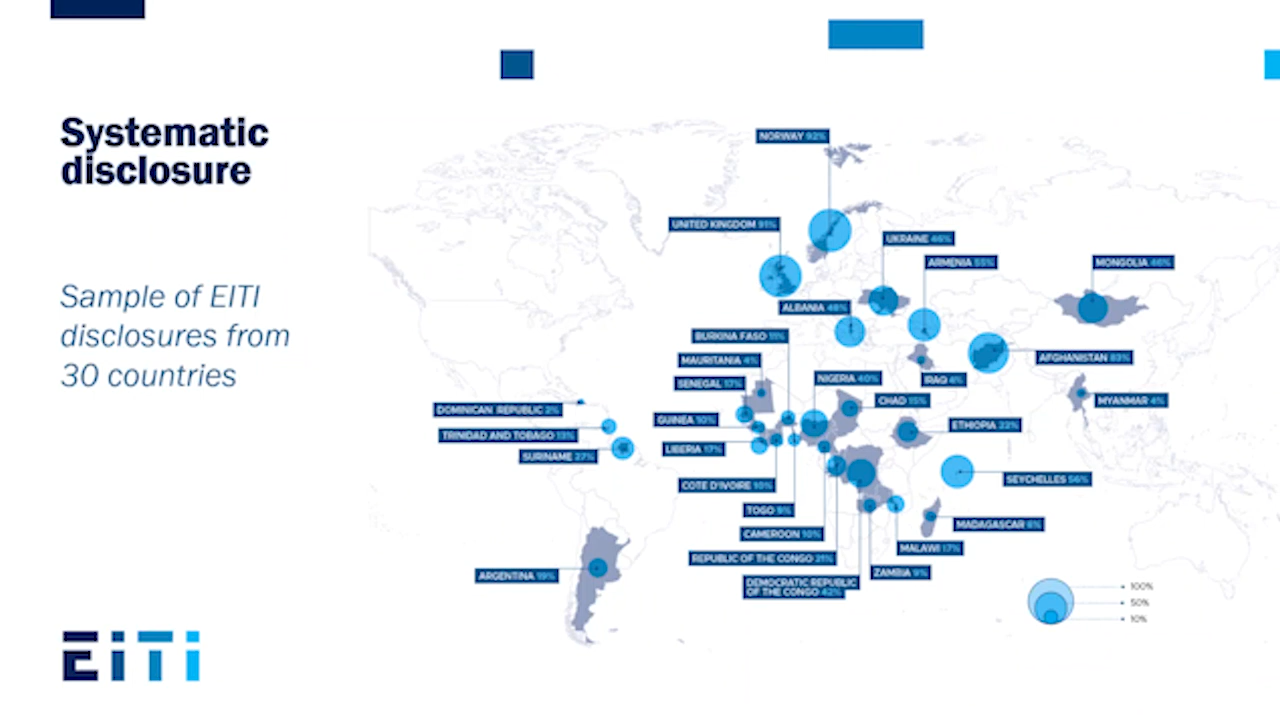 Systematic
disclosure
Sample of EITI
disclosures from
30 countries
NORWAY 92%
UNITED KINGDOM 91%
UKRAINE 46%
ARMENIA 55%
MONGOLIA 46%
ALBANIA 48%
BURKINA FASO 11%
AFGHANISTAN 83%
MAURITANIA 4%
SENEGAL 17%
NIGERIA 40%
IRAQ 6%
CHAD 15%
MYANMAR 4%
DOMINICAN REPUBLIC 2%
GUINEA 10%
ETHIOPIA 23%
TRINIDAD AND TOBAGO 13%
LIBERIA 17%
SURINAME 27%
SEYCHELLES 56%
COTE D'IVOIRE 10%
TOGO 9%
MADAGASCAR 6%
CAMEROON 10%
MALAWI 17%
REPUBLIC OF THE CONGO 21%
ZAMBIA 9%
ARGENTINA 19%
DEMOCRATIC REPUBLIC
OF THE CONGO 42%
100%
50%
10%
EITI